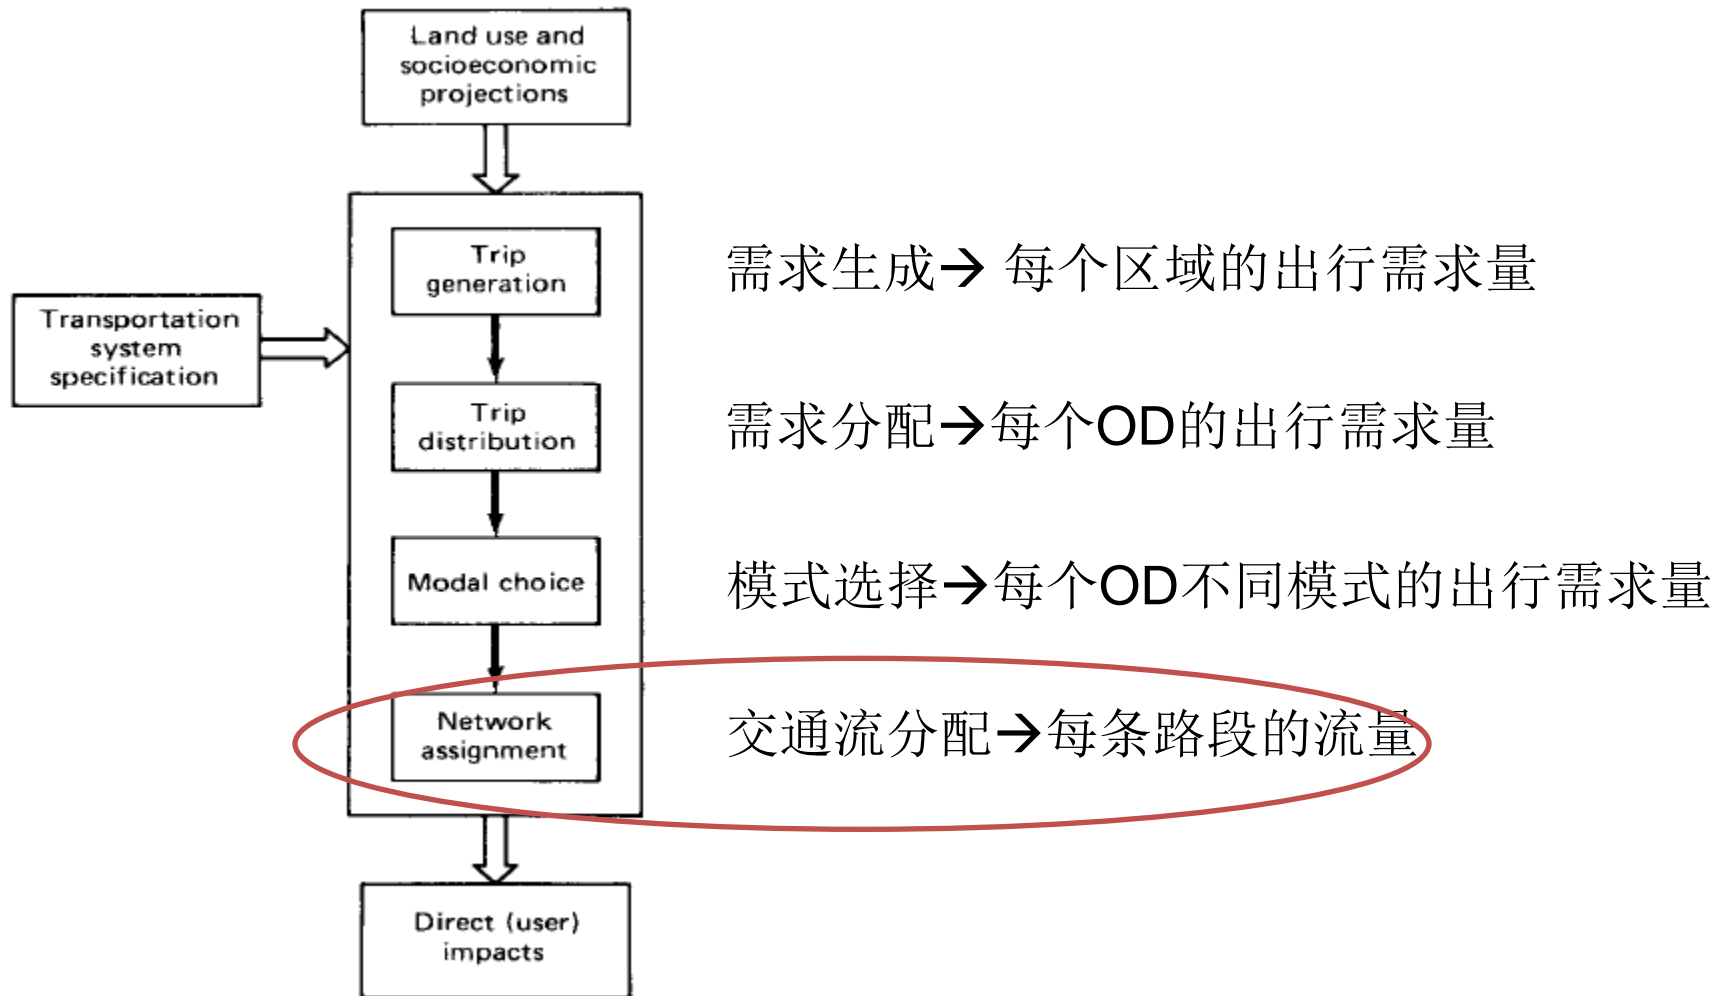 Land use and
socioeconomic
projections
Transportation
system
specification
Trip
generation
需求生成→ 每个区域的出行需求量
Trip
distribution
需求分配→每个OD的出行需求量
Modal choice
模式选择→每个OD不同模式的出行需求量
Network
assignment
交通流分配→每条路段的流量
Direct (user)
impacts